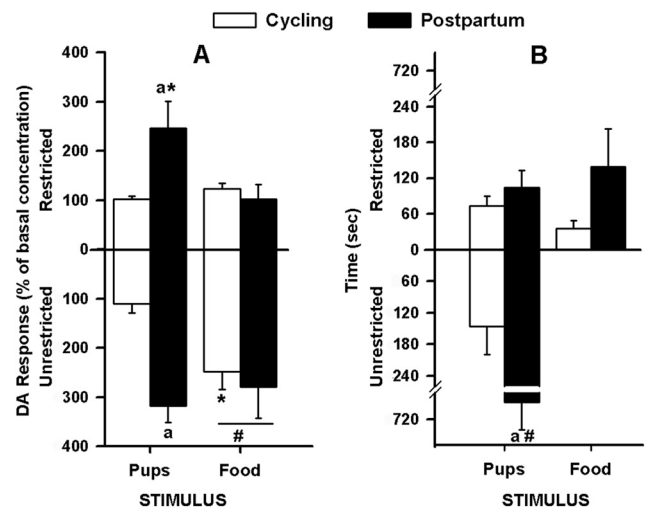 Cycling Postpartum
A
B
DA Response (% of basal concentration)
Unrestricted Restricted
400
300
200
100
0
100
200
300
400
a*
a
*
#
Pups Food
STIMULUS
Time (sec)
Unrestricted Restricted
720
240
180
120
60
0
60
120
180
240
720
a #
Pups Food
STIMULUS